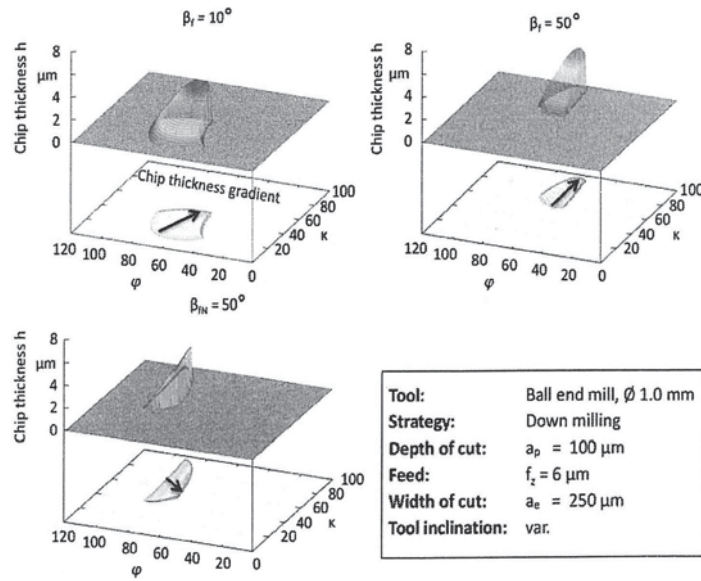 β_f = 10°
Chip thickness h
8
μm
4
2
0
Chip thickness gradient
100
80
60
40
20
κ
120
100
80
60
40
20
0
φ
β_f = 50°
Chip thickness h
8
μm
4
2
0
100
80
60
40
20
κ
120
100
80
60
40
20
0
φ
β_fN = 50°
Chip thickness h
8
μm
4
2
0
100
80
60
40
20
κ
120
100
80
60
40
20
0
φ
Tool: Ball end mill, Ø 1.0 mm
Strategy: Down milling
Depth of cut: a_p = 100 μm
Feed: f_z = 6 μm
Width of cut: a_e = 250 μm
Tool inclination: var.